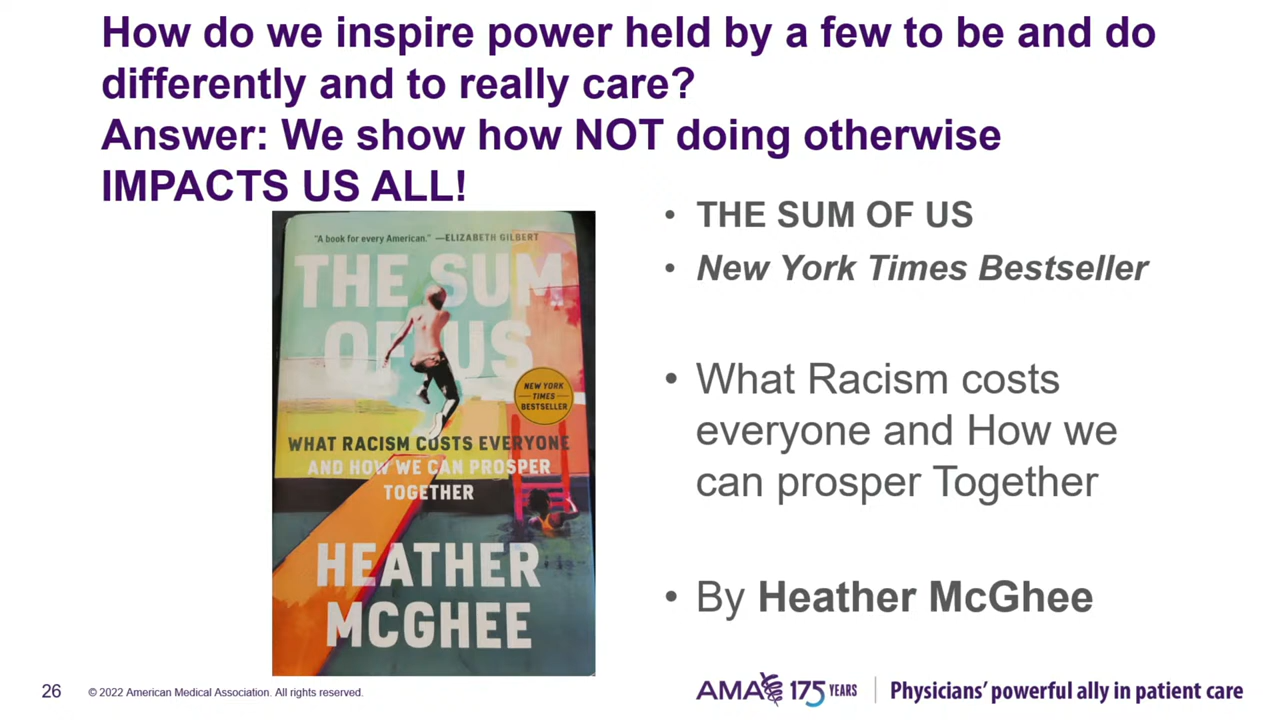 How do we inspire power held by a few to be and do
differently and to really care?
Answer: We show how NOT doing otherwise
IMPACTS US ALL!
"A book for every American." —ELIZABETH GILBERT
THE SUM
OF US
NEW YORK
TIMES
BESTSELLER
WHAT RACISM COSTS EVERYONE
AND HOW WE CAN PROSPER
TOGETHER
HEATHER
MCGHEE
• THE SUM OF US
• New York Times Bestseller
• What Racism costs
everyone and How we
can prosper Together
• By Heather McGhee
26
© 2022 American Medical Association. All rights reserved.
AMA 175 YEARS
Physicians' powerful ally in patient care